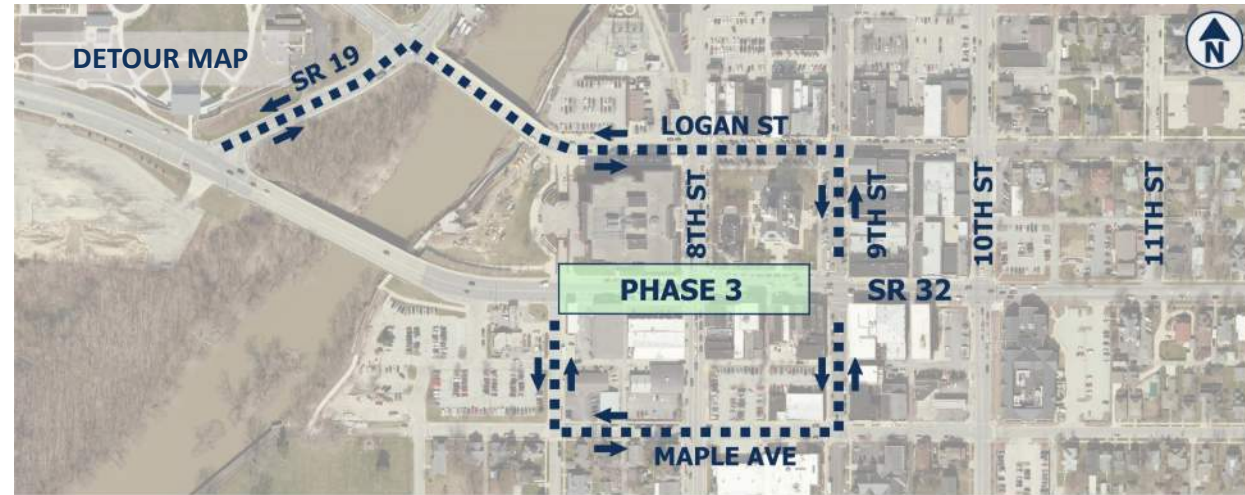 DETOUR MAP
SR 19
N
LOGAN ST
8TH ST
9TH ST
10TH ST
11TH ST
PHASE 3
SR 32
MAPLE AVE